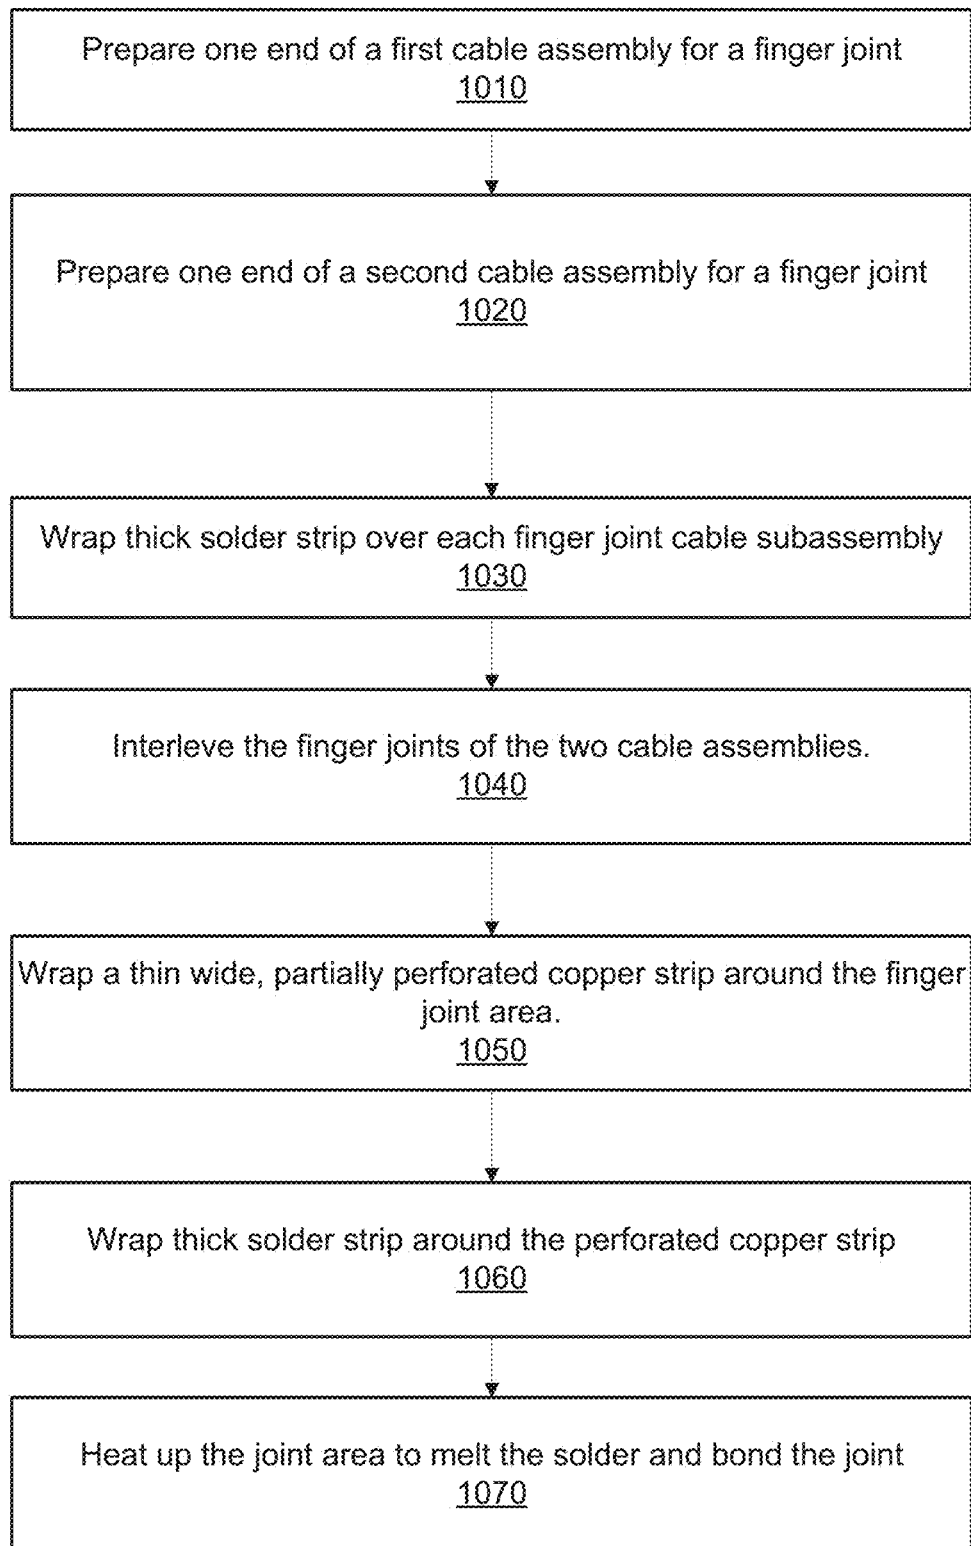 Prepare one end of a first cable assembly for a finger joint
1010
Prepare one end of a second cable assembly for a finger joint
1020
Wrap thick solder strip over each finger joint cable subassembly
1030
Interleve the finger joints of the two cable assemblies.
1040
Wrap a thin wide, partially perforated copper strip around the finger
joint area.
1050
Wrap thick solder strip around the perforated copper strip
1060
Heat up the joint area to melt the solder and bond the joint
1070